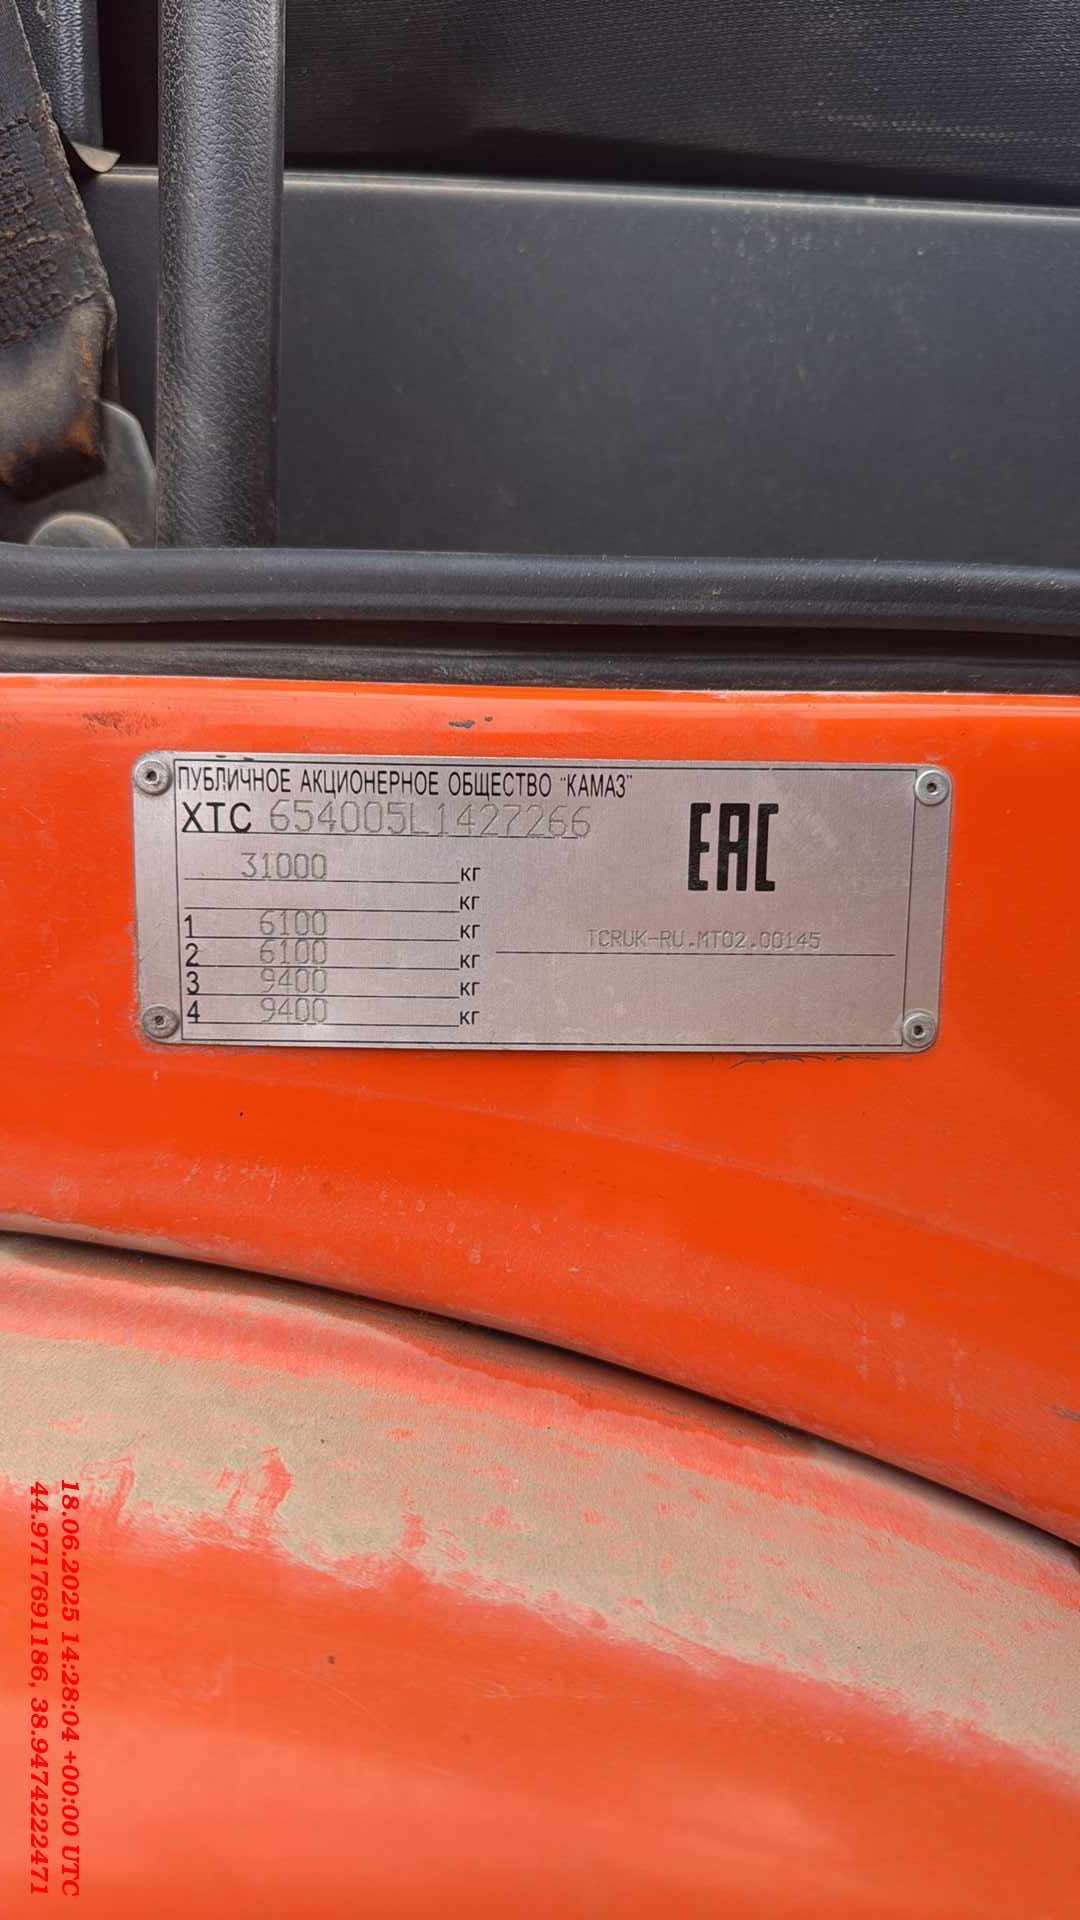 ПУБЛИЧНОЕ АКЦИОНЕРНОЕ ОБЩЕСТВО "КАМАЗ"
XTC 654005L1427266
EAC
31000 кг
кг
1 6100 кг
2 6100 кг
3 9400 кг
4 9400 кг
TCRUK-RU.MT02.00145
18.06.2025 14:28:04 +00:00 UTC
44.9717691186, 38.9474222471